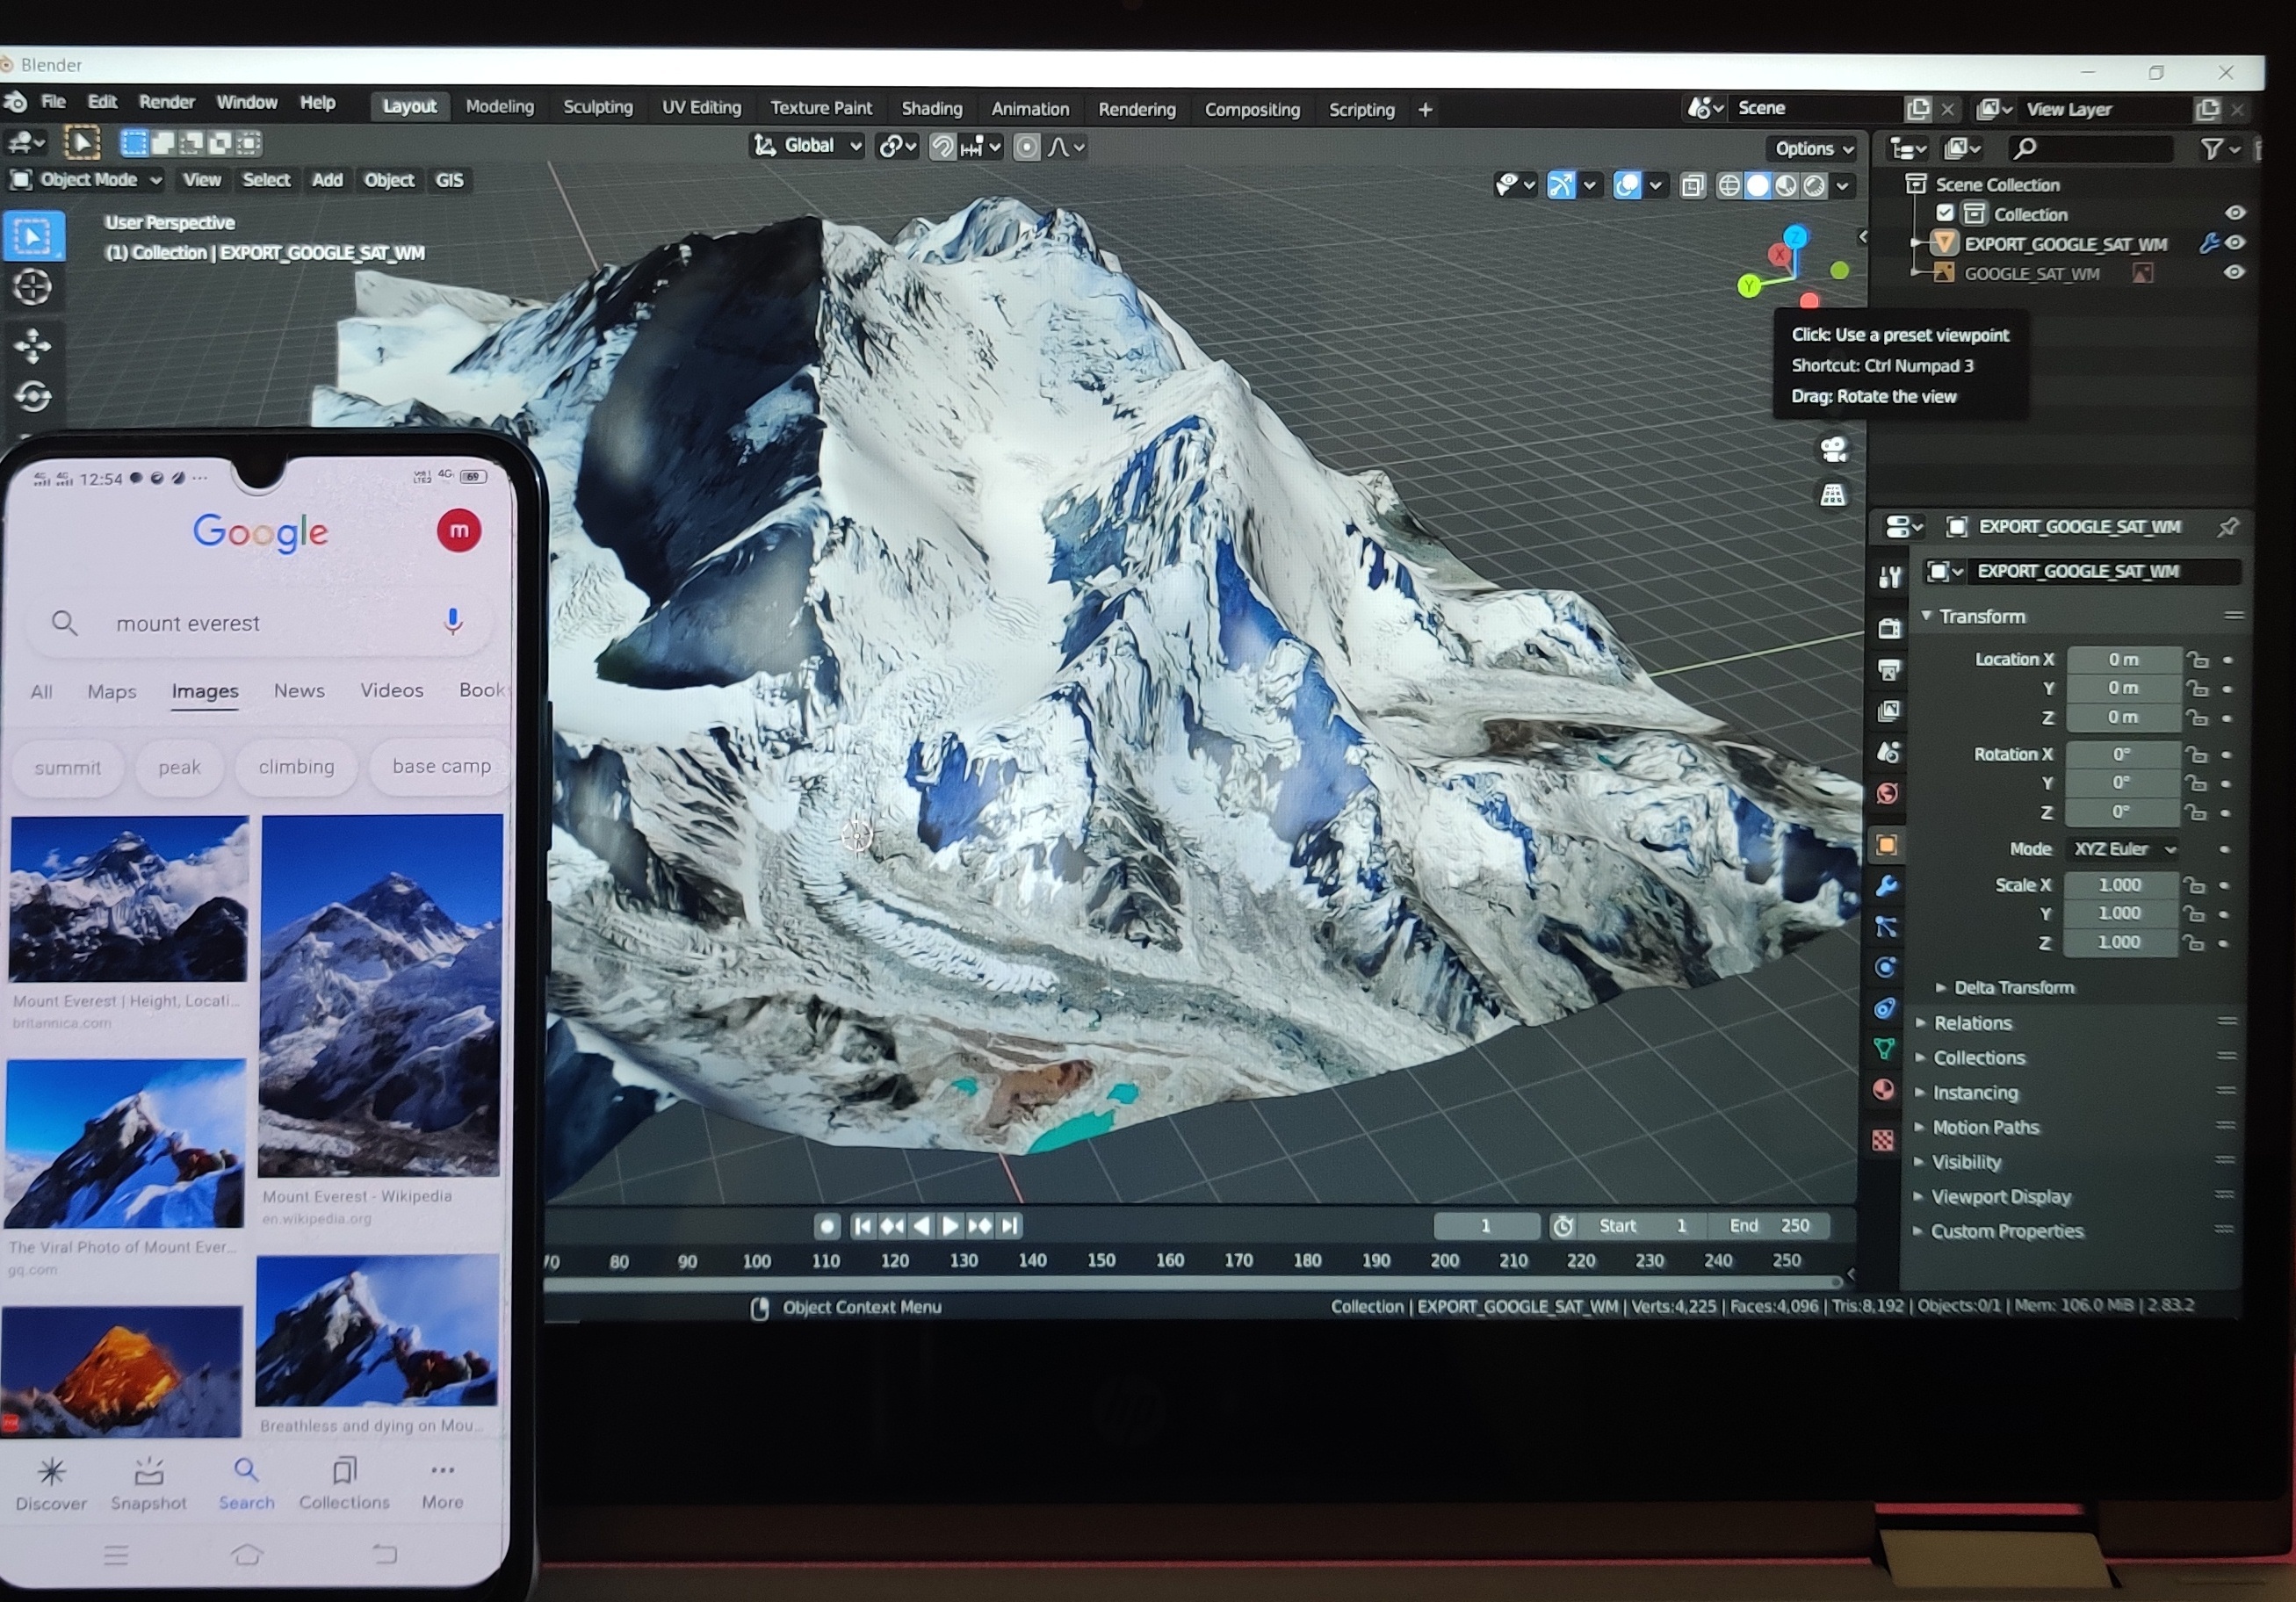 Blender
File Edit Render Window Help Layout Modeling Sculpting UV Editing Texture Paint Shading Animation Rendering Compositing Scripting + Scene View Layer
Global Options
Object Mode View Select Add Object GIS
User Perspective
(1) Collection | EXPORT_GOOGLE_SAT_WM
Z
X
Y
Click: Use a preset viewpoint
Shortcut: Ctrl Numpad 3
Drag: Rotate the view
Scene Collection
Collection
EXPORT_GOOGLE_SAT_WM
GOOGLE_SAT_WM
EXPORT_GOOGLE_SAT_WM
EXPORT_GOOGLE_SAT_WM
Transform
Location X 0 m
Y 0 m
Z 0 m
Rotation X 0°
Y 0°
Z 0°
Mode XYZ Euler
Scale X 1.000
Y 1.000
Z 1.000
Delta Transform
Relations
Collections
Instancing
Motion Paths
Visibility
Viewport Display
Custom Properties
1 Start 1 End 250
70 80 90 100 110 120 130 140 150 160 170 180 190 200 210 220 230 240 250
Object Context Menu
Collection | EXPORT_GOOGLE_SAT_WM | Verts:4,225 | Faces:4,096 | Tris:8,192 | Objects:0/1 | Mem: 106.0 MiB | 2.83.2
12:54 ... 4G 69
Google m
mount everest
All Maps Images News Videos Book
summit peak climbing base camp
Mount Everest | Height, Locati...
britannica.com
Mount Everest - Wikipedia
en.wikipedia.org
The Viral Photo of Mount Ever...
gq.com
Breathless and dying on Mou...
Discover Snapshot Search Collections More
hp